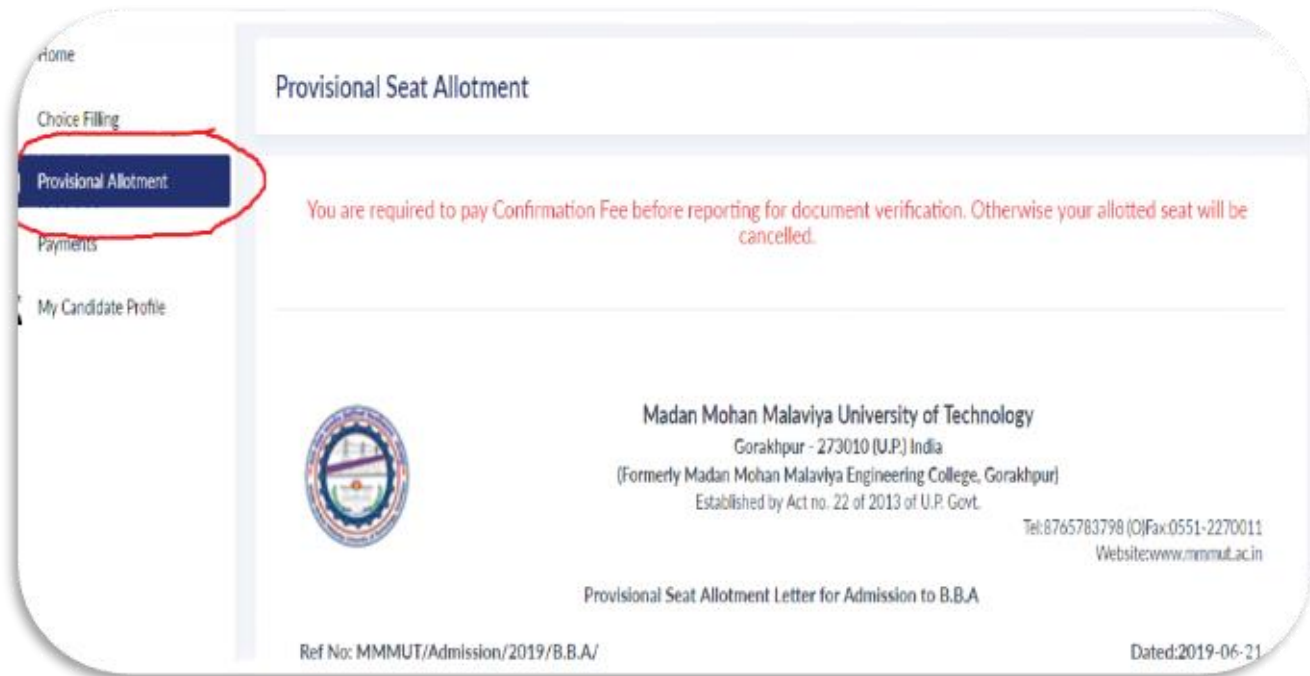 Home
Choice Filling
Provisional Allotment
Payments
My Candidate Profile
Provisional Seat Allotment
You are required to pay Confirmation Fee before reporting for document verification. Otherwise your allotted seat will be
cancelled.
Madan Mohan Malaviya University of Technology
Gorakhpur - 273010 (U.P.) India
(Formerly Madan Mohan Malaviya Engineering College, Gorakhpur)
Established by Act no. 22 of 2013 of U.P. Govt.
Tel:8765783798 (O)Fax:0551-2270011
Website:www.mmmut.ac.in
Provisional Seat Allotment Letter for Admission to B.B.A
Ref No: MMMUT/Admission/2019/B.B.A/
Dated:2019-06-21